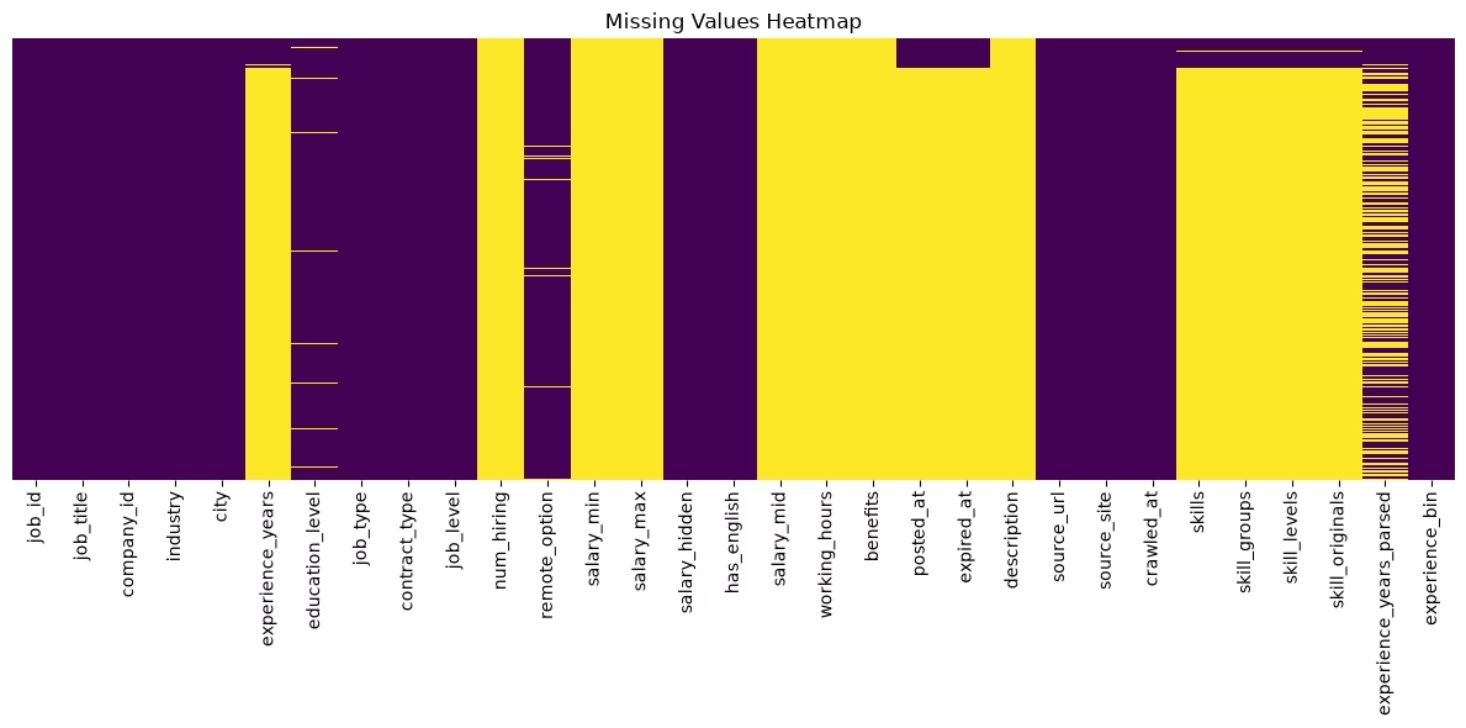 Missing Values Heatmap
job_id
job_title
company_id
industry
city
experience_years
education_level
job_type
contract_type
job_level
num_hiring
remote_option
salary_min
salary_max
salary_hidden
has_english
salary_mid
working_hours
benefits
posted_at
expired_at
description
source_url
source_site
crawled_at
skills
skill_groups
skill_levels
skill_originals
experience_years_parsed
experience_bin